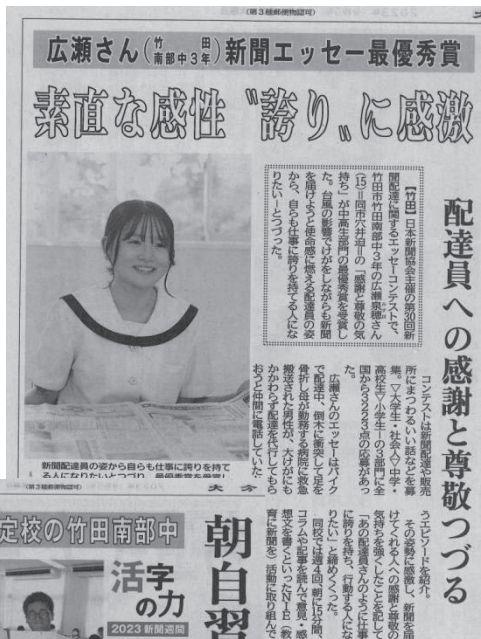 (第3種郵便物認可)
広瀬さん(竹田南部中3年)新聞エッセー最優秀賞
素直な感性〝誇り〟に感激
配達員への感謝と尊敬つづる
【竹田】日本新聞協会主催の第30回新
聞配達に関するエッセーコンテストで、
竹田市竹田南部中3年の広瀬泉穂さん
(15)=同市穴井迫=の「感謝と尊敬の気
持ち」が中高生部門の最優秀賞を受賞し
た。台風の影響でけがをしながらも新聞
を届けようと使命感に燃える配達員の姿
から、自らも仕事に誇りを持てる人にな
りたい―とつづった。
コンテストは新聞配達や販売
所にまつわるいい話などを募
集。▽大学生・社会人▽中学・
高校生▽小学生―の3部門に全
国から3223点の応募があっ
た。
広瀬さんのエッセーはバイク
で配達中、倒木に衝突して足を
骨折し母が勤務する病院に救急
搬送された男性が、大けがにも
かかわらず配達を代行してもら
おうと仲間に電話していた
うエピソードを紹介。
その姿勢に感激し、新聞を届
けてくれる人への感謝と尊敬の
気持ちを強くしたことを記して
「あの配達員さんのように仕事
に誇りを持ち、行動する人にな
りたい」と締めくくった。
同校では週4回、朝に15分間、
コラムや記事を読んで意見・感
想文を書くといったNIE(教
育に新聞を)活動に取り組んで
新聞配達員の姿から自らも仕事に誇りを持て
る人になりたいとつづり、最優秀賞を受賞し
(第3種郵便物認可)
大分
定校の竹田南部中
活字
の力
2023新聞週間
朝自習